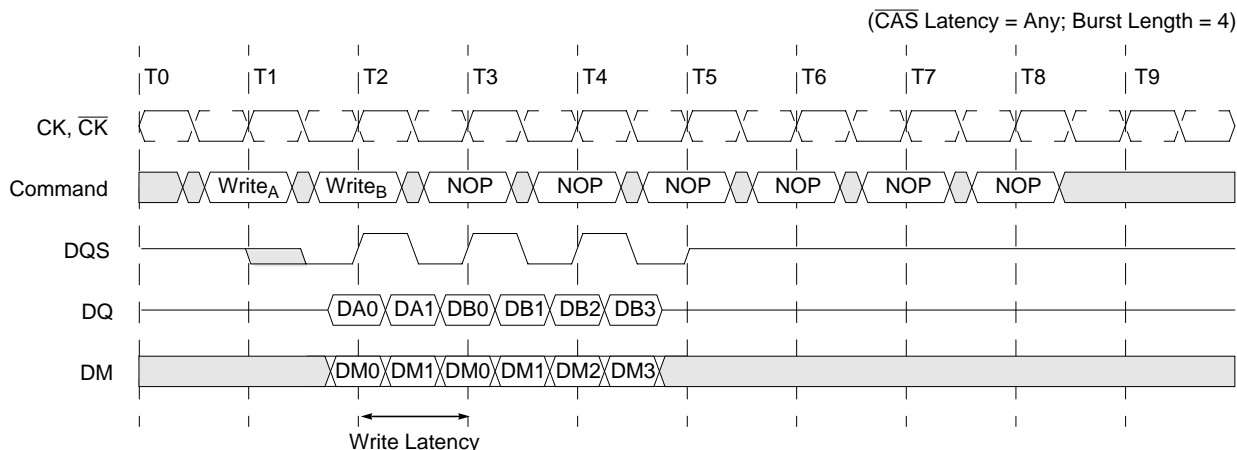 (CAS Latency = Any; Burst Length = 4)
T0 T1 T2 T3 T4 T5 T6 T7 T8 T9
CK, CK
Command WriteA WriteB NOP NOP NOP NOP NOP NOP
DQS
DQ DA0 DA1 DB0 DB1 DB2 DB3
DM DM0 DM1 DM0 DM1 DM2 DM3
Write Latency